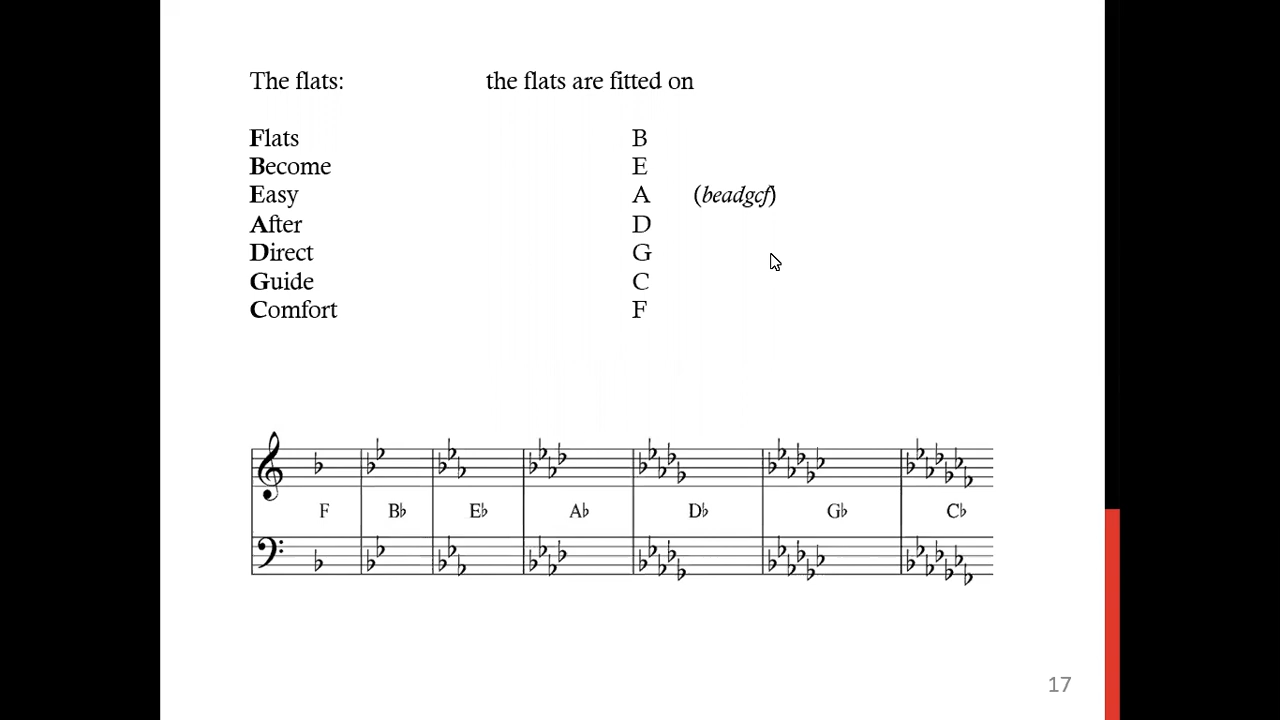 The flats: the flats are fitted on
Flats B
Become E
Easy A (beadgcf)
After D
Direct G
Guide C
Comfort F
F B♭ E♭ A♭ D♭ G♭ C♭
17